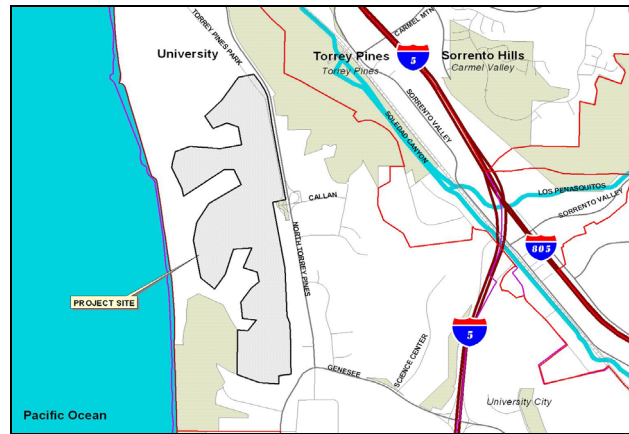 TORREY PINES PARK
CARMEL MTN
University
Torrey Pines
Torrey Pines
Sorrento Hills
Carmel Valley
5
SORRENTO VALLEY
SOLEDAD CANYON
LOS PENASQUITOS
SORRENTO VALLEY
CALLAN
NORTH TORREY PINES
805
PROJECT SITE
5
GENESEE
SCIENCE CENTER
University City
Pacific Ocean